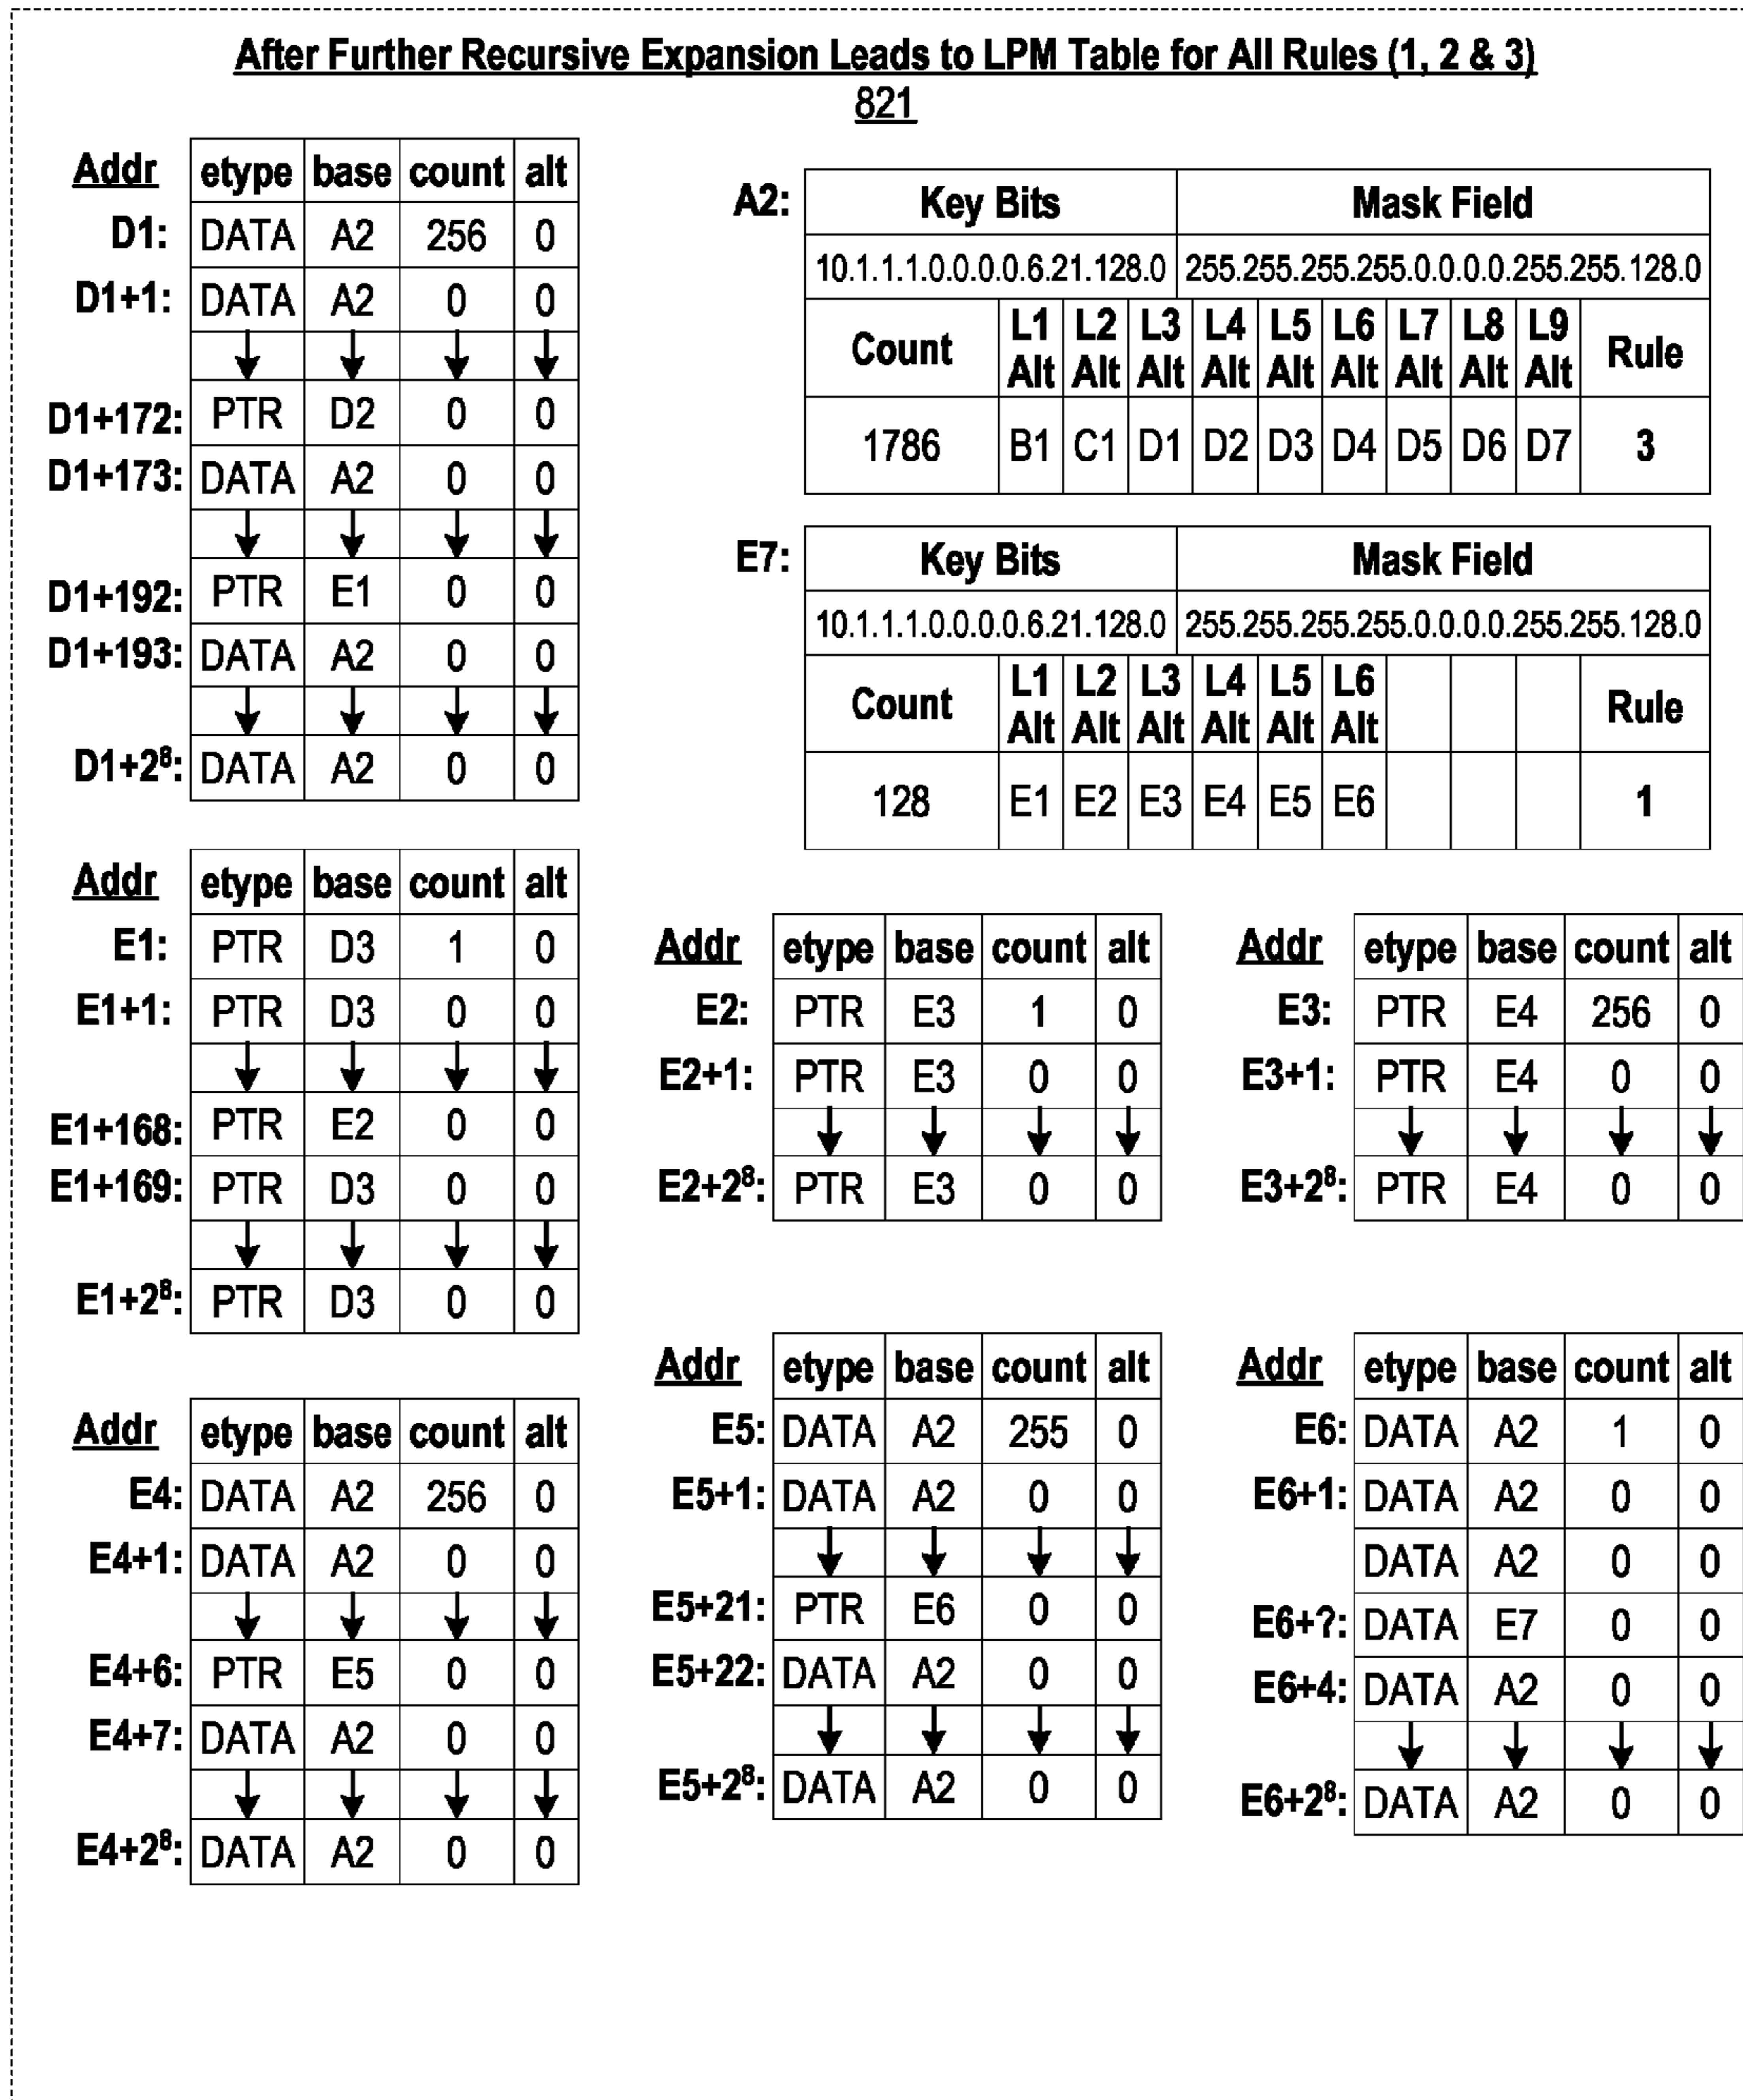 After Further Recursive Expansion Leads to LPM Table for All Rules (1, 2 & 3)
821
Addr etype base count alt
D1: DATA A2 256 0
D1+1: DATA A2 0 0
D1+172: PTR D2 0 0
D1+173: DATA A2 0 0
D1+192: PTR E1 0 0
D1+193: DATA A2 0 0
D1+2⁸: DATA A2 0 0
A2: Key Bits Mask Field
10.1.1.1.0.0.0.0.6.21.128.0 255.255.255.255.0.0.0.0.255.255.128.0
Count L1 Alt L2 Alt L3 Alt L4 Alt L5 Alt L6 Alt L7 Alt L8 Alt L9 Alt Rule
1786 B1 C1 D1 D2 D3 D4 D5 D6 D7 3
E7: Key Bits Mask Field
10.1.1.1.0.0.0.0.6.21.128.0 255.255.255.255.0.0.0.0.255.255.128.0
Count L1 Alt L2 Alt L3 Alt L4 Alt L5 Alt L6 Alt Rule
128 E1 E2 E3 E4 E5 E6 1
Addr etype base count alt
E1: PTR D3 1 0
E1+1: PTR D3 0 0
E1+168: PTR E2 0 0
E1+169: PTR D3 0 0
E1+2⁸: PTR D3 0 0
Addr etype base count alt
E2: PTR E3 1 0
E2+1: PTR E3 0 0
E2+2⁸: PTR E3 0 0
Addr etype base count alt
E3: PTR E4 256 0
E3+1: PTR E4 0 0
E3+2⁸: PTR E4 0 0
Addr etype base count alt
E4: DATA A2 256 0
E4+1: DATA A2 0 0
E4+6: PTR E5 0 0
E4+7: DATA A2 0 0
E4+2⁸: DATA A2 0 0
Addr etype base count alt
E5: DATA A2 255 0
E5+1: DATA A2 0 0
E5+21: PTR E6 0 0
E5+22: DATA A2 0 0
E5+2⁸: DATA A2 0 0
Addr etype base count alt
E6: DATA A2 1 0
E6+1: DATA A2 0 0
DATA A2 0 0
E6+?: DATA E7 0 0
E6+4: DATA A2 0 0
E6+2⁸: DATA A2 0 0